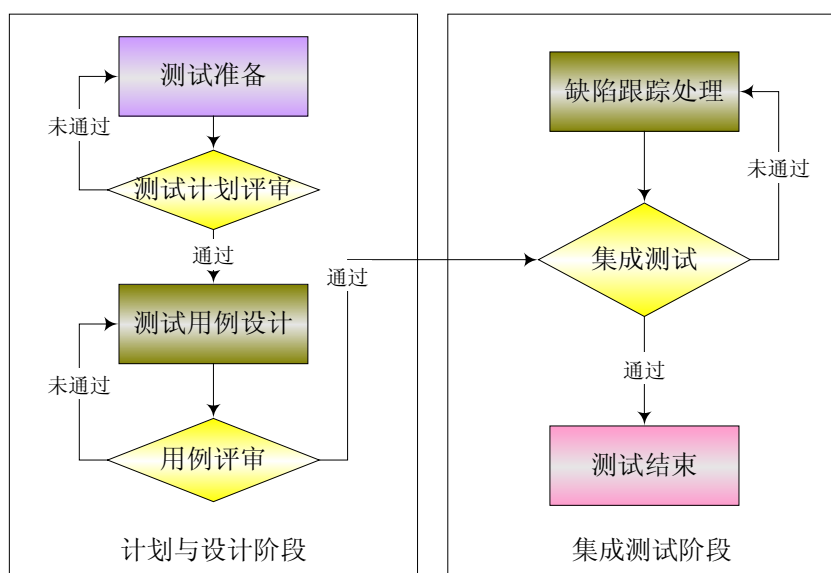 测试准备
未通过
测试计划评审
通过
测试用例设计
未通过
用例评审
通过
计划与设计阶段
缺陷跟踪处理
未通过
集成测试
通过
测试结束
集成测试阶段